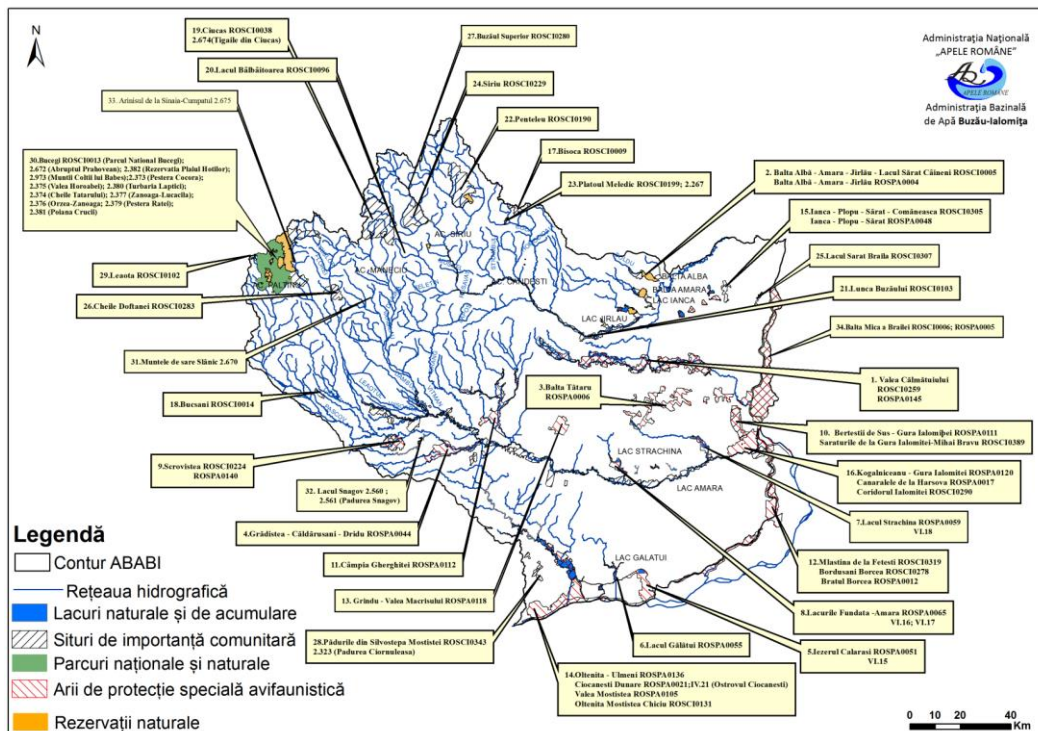 N
Administrația Națională
„APELE ROMÂNE”
APELE ROMÂNE
Administrația Bazinală
de Apă Buzău-Ialomița
19.Ciucas ROSCI0038
2.674(Tigaile din Ciucas)
27.Buzăul Superior ROSCI0280
20.Lacul Bâlbâitoarea ROSCI0096
24.Siriu ROSCI0229
33. Arinisul de la Sinaia-Cumpatul 2.675
22.Penteleu ROSCI0190
30.Bucegi ROSCI0013 (Parcul National Bucegi);
2.672 (Abruptul Prahovean); 2.382 (Rezervatia Plaiul Hotilor);
2.973 (Muntii Coltii lui Babes);2.373 (Pestera Cocora);
2.375 (Valea Horoabei); 2.380 (Turbaria Laptici);
2.374 (Cheile Tatarului); 2.377 (Zanoaga-Lucacila);
2.376 (Orzea-Zanoaga); 2.379 (Pestera Ratei);
2.381 (Poiana Crucii)
17.Bisoca ROSCI0009
23.Platoul Meledic ROSCI0199; 2.267
2. Balta Albă - Amara - Jirlău - Lacul Sărat Câineni ROSCI0005
Balta Albă - Amara - Jirlău ROSPA0004
15.Ianca - Plopu - Sărat - Comăneasca ROSCI0305
Ianca - Plopu - Sărat ROSPA0048
29.Leaota ROSCI0102
25.Lacul Sarat Braila ROSCI0307
26.Cheile Doftanei ROSCI0283
21.Lunca Buzăului ROSCI0103
AC. SIRIU
AC. MANECIU
AC. CANDESTI
BALTA ALBA
BALTA AMARA
LAC IANCA
LAC JIRLAU
34.Balta Mica a Brailei ROSCI0006; ROSPA0005
31.Muntele de sare Slănic 2.670
1. Valea Călmățuiului
ROSCI0259
ROSPA0145
3.Balta Tătaru
ROSPA0006
18.Bucsani ROSCI0014
10. Bertestii de Sus - Gura Ialomiței ROSPA0111
Saraturile de la Gura Ialomitei-Mihai Bravu ROSCI0389
9.Scrovistea ROSCI0224
ROSPA0140
LAC STRACHINA
LAC AMARA
16.Kogalniceanu - Gura Ialomitei ROSPA0120
Canaralele de la Harsova ROSPA0017
Coridorul Ialomitei ROSCI0290
32. Lacul Snagov 2.560 ;
2.561 (Padurea Snagov)
7.Lacul Strachina ROSPA0059
VI.18
4.Grădistea - Căldărusani - Dridu ROSPA0044
11.Câmpia Gherghitei ROSPA0112
LAC GALATUI
12.Mlastina de la Fetesti ROSCI0319
Bordusani Borcea ROSCI0278
Bratul Borcea ROSPA0012
13. Grindu - Valea Macrisului ROSPA0118
8.Lacurile Fundata -Amara ROSPA0065
VI.16; VI.17
28.Pădurile din Silvostepa Mostistei ROSCI0343
2.323 (Padurea Ciornuleasa)
6.Lacul Gălățui ROSPA0055
5.Iezerul Calarasi ROSPA0051
VI.15
14.Oltenita - Ulmeni ROSPA0136
Ciocanesti Dunare ROSPA0021;IV.21 (Ostrovul Ciocanesti)
Valea Mostistea ROSPA0105
Oltenita Mostistea Chiciu ROSCI0131
Legendă
Contur ABABI
Rețeaua hidrografică
Lacuri naturale și de acumulare
Situri de importanță comunitară
Parcuri naționale și naturale
Arii de protecție specială avifaunistică
Rezervații naturale
0 10 20 40
Km